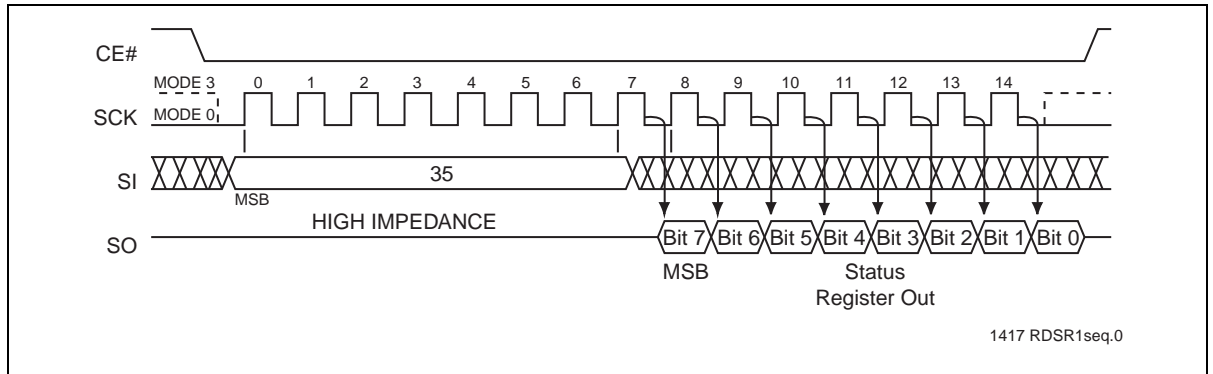 CE#
MODE 3 0 1 2 3 4 5 6 7 8 9 10 11 12 13 14
SCK MODE 0
SI 35
MSB
HIGH IMPEDANCE
SO Bit 7 Bit 6 Bit 5 Bit 4 Bit 3 Bit 2 Bit 1 Bit 0
MSB Status
Register Out
1417 RDSR1seq.0